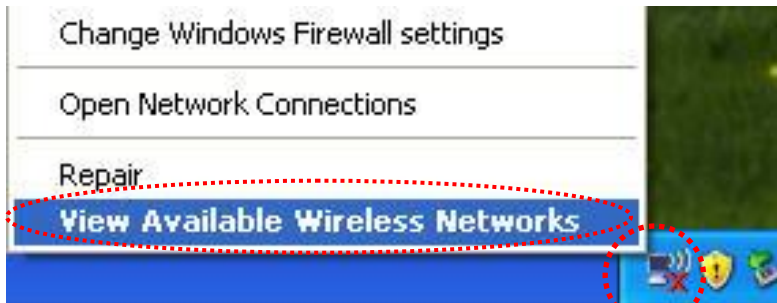 Change Windows Firewall settings
Open Network Connections
Repair
View Available Wireless Networks